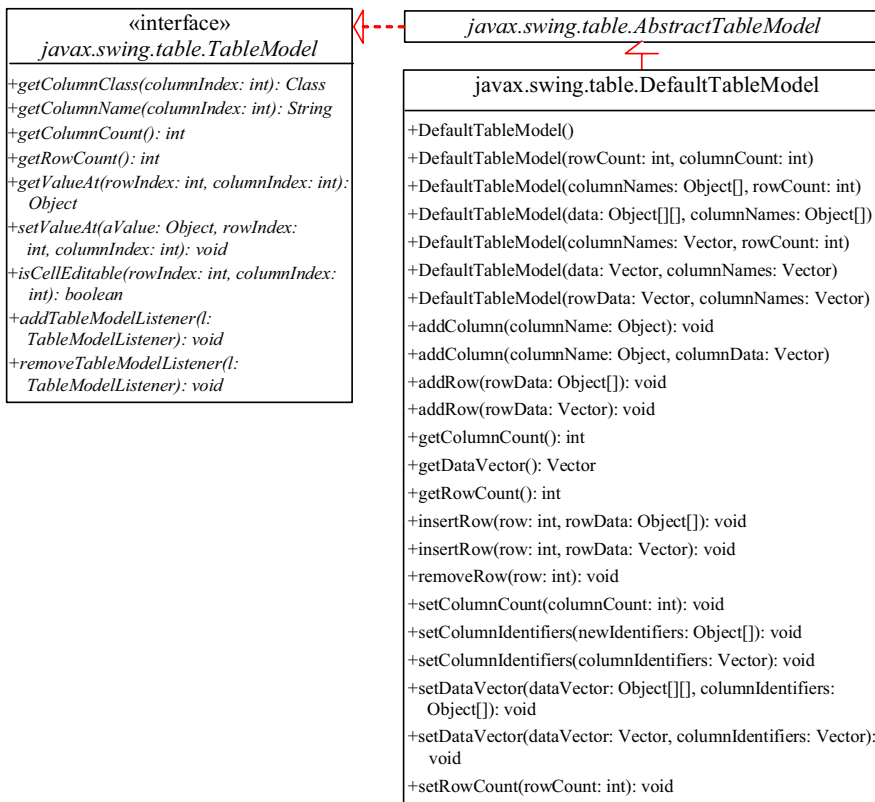 «interface»
javax.swing.table.TableModel
+getColumnClass(columnIndex: int): Class
+getColumnName(columnIndex: int): String
+getColumnCount(): int
+getRowCount(): int
+getValueAt(rowIndex: int, columnIndex: int):
Object
+setValueAt(aValue: Object, rowIndex:
int, columnIndex: int): void
+isCellEditable(rowIndex: int, columnIndex:
int): boolean
+addTableModelListener(l:
TableModelListener): void
+removeTableModelListener(l:
TableModelListener): void
javax.swing.table.AbstractTableModel
javax.swing.table.DefaultTableModel
+DefaultTableModel()
+DefaultTableModel(rowCount: int, columnCount: int)
+DefaultTableModel(columnNames: Object[], rowCount: int)
+DefaultTableModel(data: Object[][], columnNames: Object[])
+DefaultTableModel(columnNames: Vector, rowCount: int)
+DefaultTableModel(data: Vector, columnNames: Vector)
+DefaultTableModel(rowData: Vector, columnNames: Vector)
+addColumn(columnName: Object): void
+addColumn(columnName: Object, columnData: Vector)
+addRow(rowData: Object[]): void
+addRow(rowData: Vector): void
+getColumnCount(): int
+getDataVector(): Vector
+getRowCount(): int
+insertRow(row: int, rowData: Object[]): void
+insertRow(row: int, rowData: Vector): void
+removeRow(row: int): void
+setColumnCount(columnCount: int): void
+setColumnIdentifiers(newIdentifiers: Object[]): void
+setColumnIdentifiers(columnIdentifiers: Vector): void
+setDataVector(dataVector: Object[][], columnIdentifiers:
Object[]): void
+setDataVector(dataVector: Vector, columnIdentifiers: Vector):
void
+setRowCount(rowCount: int): void